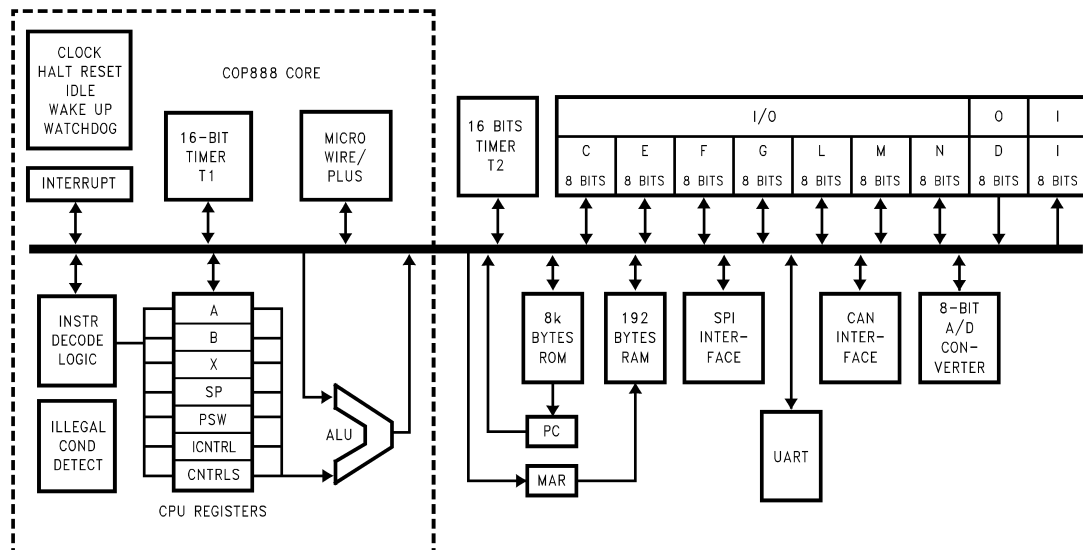 CLOCK
HALT RESET
IDLE
WAKE UP
WATCHDOG
COP888 CORE
INTERRUPT
16-BIT
TIMER
T1
MICRO
WIRE/
PLUS
16 BITS
TIMER
T2
I/O
O
I
C
E
F
G
L
M
N
D
I
8 BITS
8 BITS
8 BITS
8 BITS
8 BITS
8 BITS
8 BITS
8 BITS
8 BITS
INSTR
DECODE
LOGIC
ILLEGAL
COND
DETECT
A
B
X
SP
PSW
ICNTRL
CNTRLS
CPU REGISTERS
ALU
8k
BYTES
ROM
192
BYTES
RAM
SPI
INTER-
FACE
CAN
INTER-
FACE
8-BIT
A/D
CON-
VERTER
PC
MAR
UART